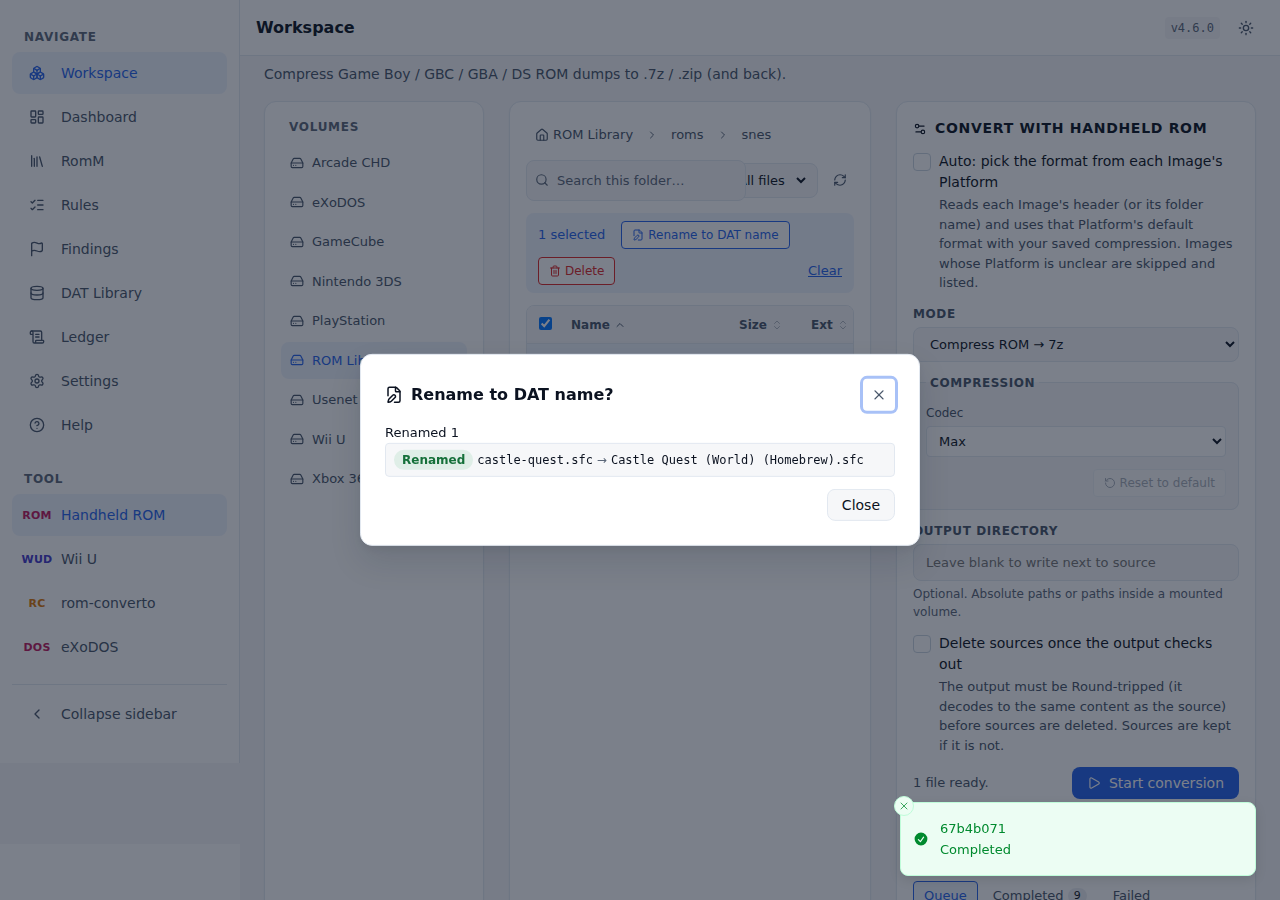 NAVIGATE
Workspace
Dashboard
RomM
Rules
Findings
DAT Library
Ledger
Settings
Help
TOOL
ROM Handheld ROM
WUD Wii U
RC rom-converto
DOS eXoDOS
Collapse sidebar
Workspace
v4.6.0
Compress Game Boy / GBC / GBA / DS ROM dumps to .7z / .zip (and back).
VOLUMES
Arcade CHD
eXoDOS
GameCube
Nintendo 3DS
PlayStation
ROM
Usenet
Wii U
Xbox
ROM Library > roms > snes
Search this folder…
files
1 selected
Rename to DAT name
Delete
Clear
Name Size Ext
Rename to DAT name?
Renamed 1
Renamed castle-quest.sfc → Castle Quest (World) (Homebrew).sfc
Close
CONVERT WITH HANDHELD ROM
Auto: pick the format from each Image's
Platform
Reads each Image's header (or its folder
name) and uses that Platform's default
format with your saved compression. Images
whose Platform is unclear are skipped and
listed.
MODE
Compress ROM → 7z
COMPRESSION
Codec
Max
Reset to default
OUTPUT DIRECTORY
Leave blank to write next to source
Optional. Absolute paths or paths inside a mounted
volume.
Delete sources once the output checks
out
The output must be Round-tripped (it
decodes to the same content as the source)
before sources are deleted. Sources are kept
if it is not.
1 file ready.
Start conversion
67b4b071
Completed
Queue Completed 9 Failed